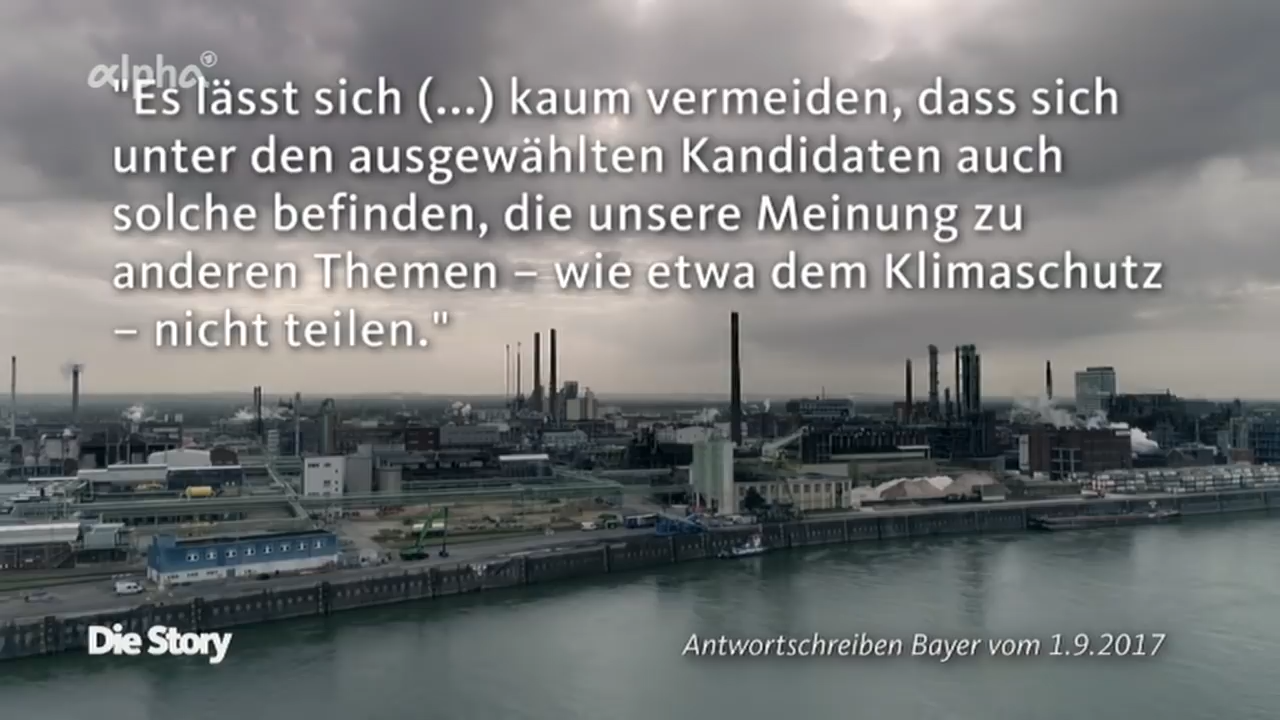 alpha
"Es lässt sich (...) kaum vermeiden, dass sich
unter den ausgewählten Kandidaten auch
solche befinden, die unsere Meinung zu
anderen Themen – wie etwa dem Klimaschutz
– nicht teilen."
Die Story
Antwortschreiben Bayer vom 1.9.2017